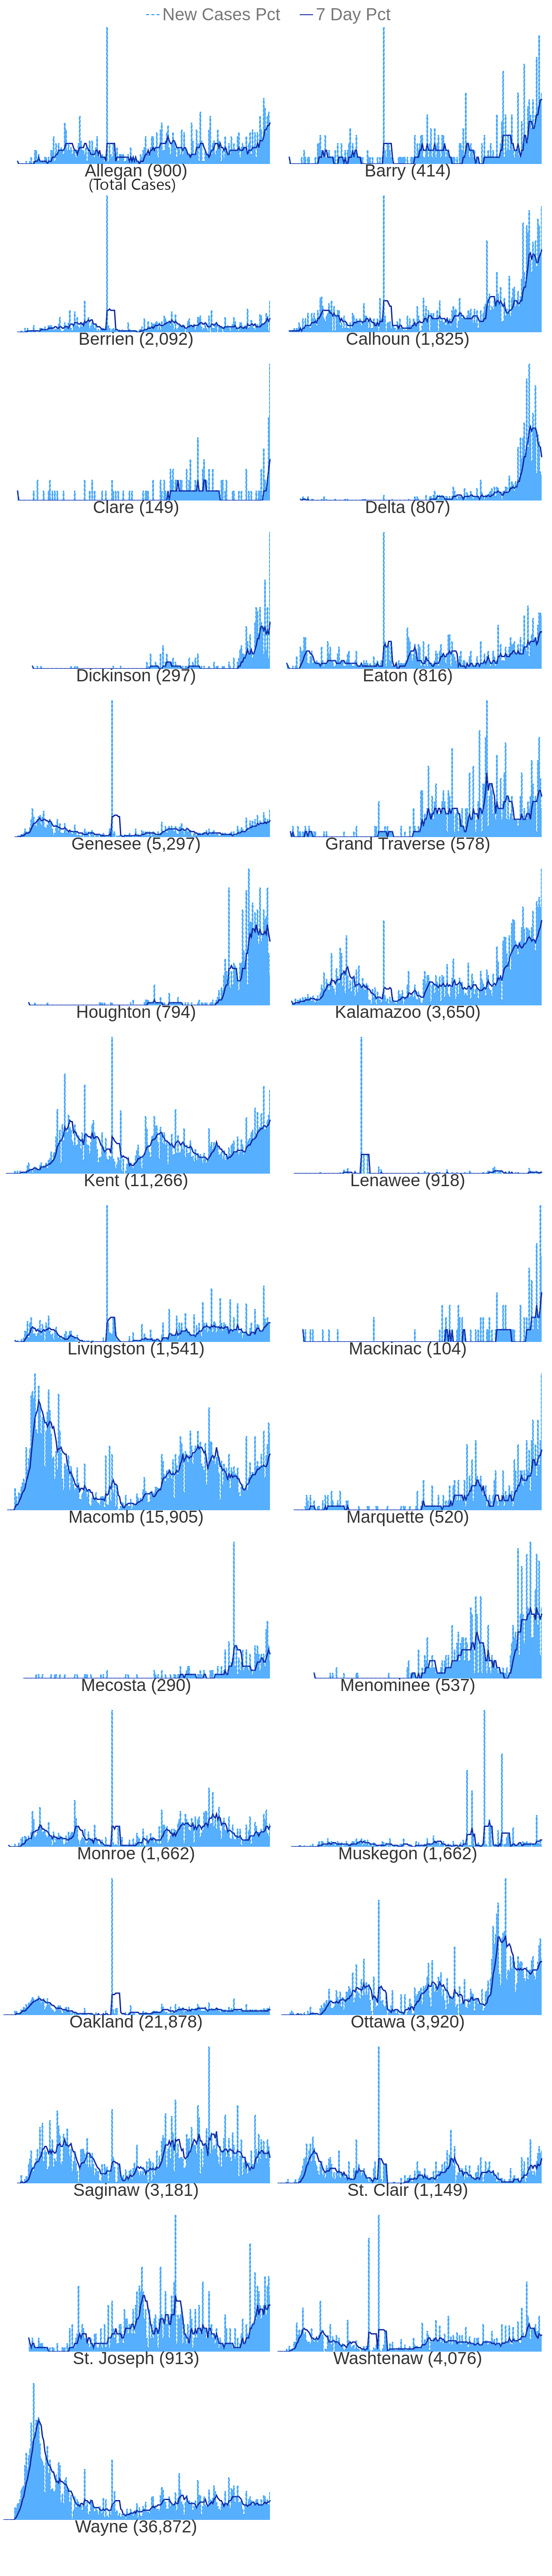 New Cases Pct 7 Day Pct
Allegan (900) Barry (414)
(Total Cases)
Berrien (2,092) Calhoun (1,825)
Clare (149) Delta (807)
Dickinson (297) Eaton (816)
Genesee (5,297) Grand Traverse (578)
Houghton (794) Kalamazoo (3,650)
Kent (11,266) Lenawee (918)
Livingston (1,541) Mackinac (104)
Macomb (15,905) Marquette (520)
Mecosta (290) Menominee (537)
Monroe (1,662) Muskegon (1,662)
Oakland (21,878) Ottawa (3,920)
Saginaw (3,181) St. Clair (1,149)
St. Joseph (913) Washtenaw (4,076)
Wayne (36,872)